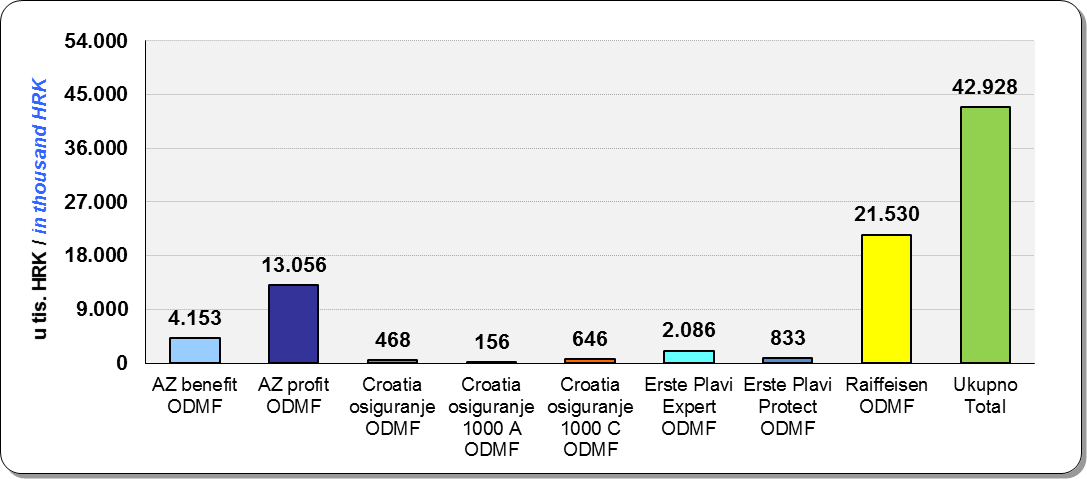 54.000
45.000
36.000
27.000
18.000
9.000
0
u tis. HRK / in thousand HRK
4.153
13.056
468
156
646
2.086
833
21.530
42.928
AZ benefit
ODMF
AZ profit
ODMF
Croatia
osiguranje
ODMF
Croatia
osiguranje
1000 A
ODMF
Croatia
osiguranje
1000 C
ODMF
Erste Plavi
Expert
ODMF
Erste Plavi
Protect
ODMF
Raiffeisen
ODMF
Ukupno
Total